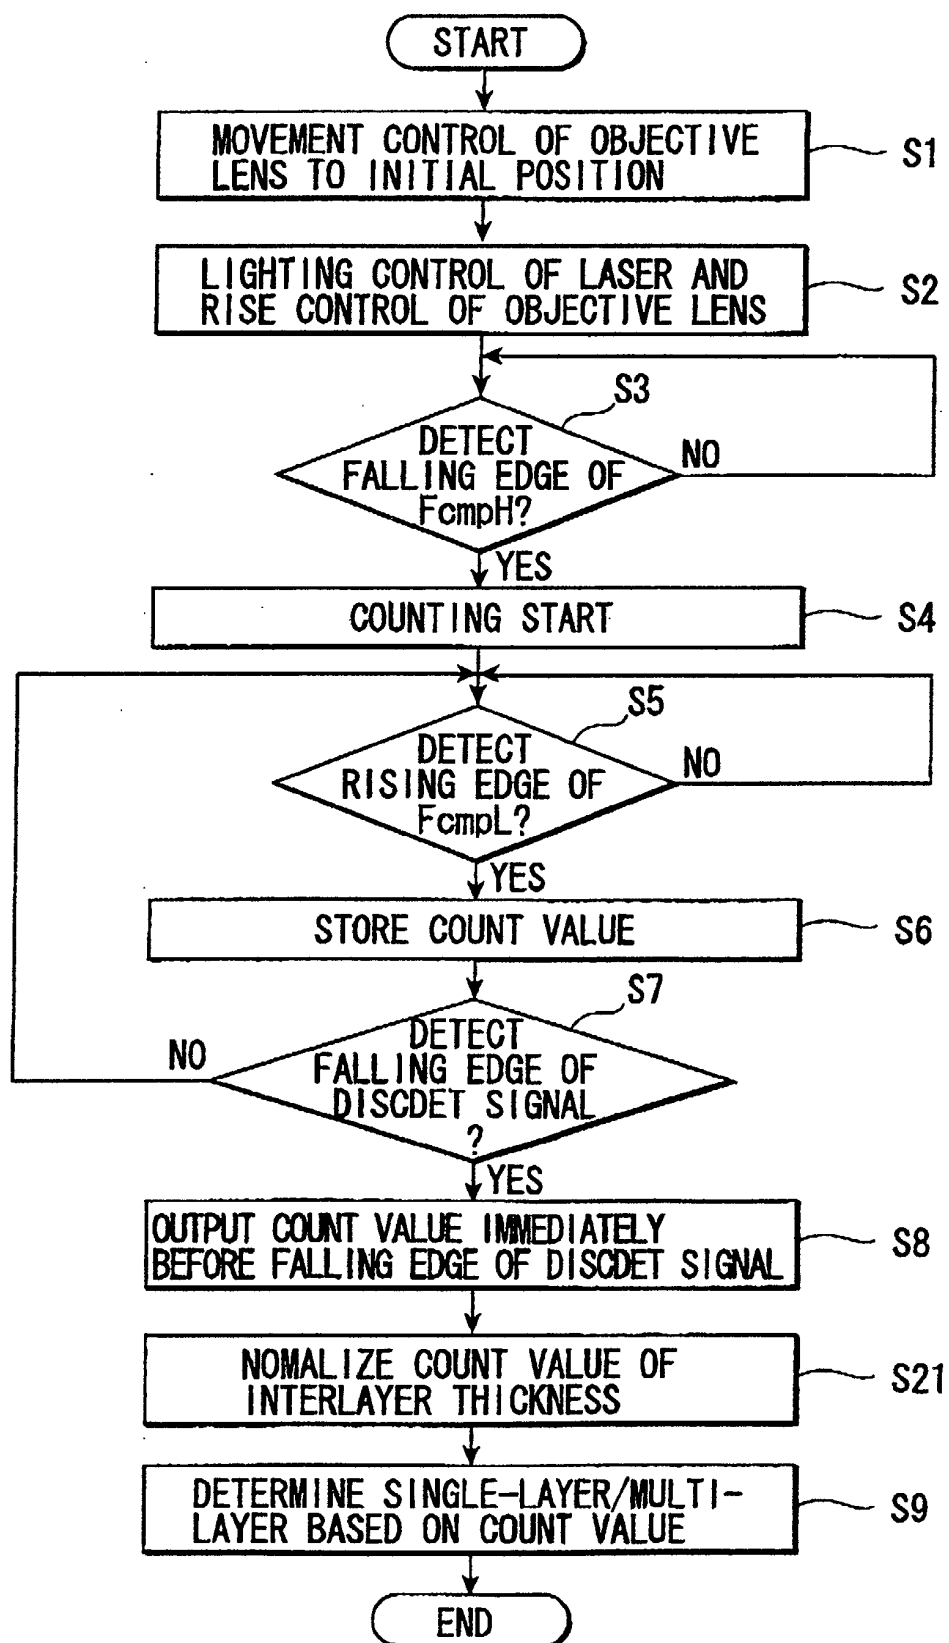 START
MOVEMENT CONTROL OF OBJECTIVE
LENS TO INITIAL POSITION
S1
LIGHTING CONTROL OF LASER AND
RISE CONTROL OF OBJECTIVE LENS
S2
S3
DETECT
FALLING EDGE OF
FcmpH?
NO
YES
COUNTING START
S4
S5
DETECT
RISING EDGE OF
FcmpL?
NO
YES
STORE COUNT VALUE
S6
S7
DETECT
FALLING EDGE OF
DISCDET SIGNAL
?
NO
YES
OUTPUT COUNT VALUE IMMEDIATELY
BEFORE FALLING EDGE OF DISCDET SIGNAL
S8
NOMALIZE COUNT VALUE OF
INTERLAYER THICKNESS
S21
DETERMINE SINGLE-LAYER/MULTI-
LAYER BASED ON COUNT VALUE
S9
END